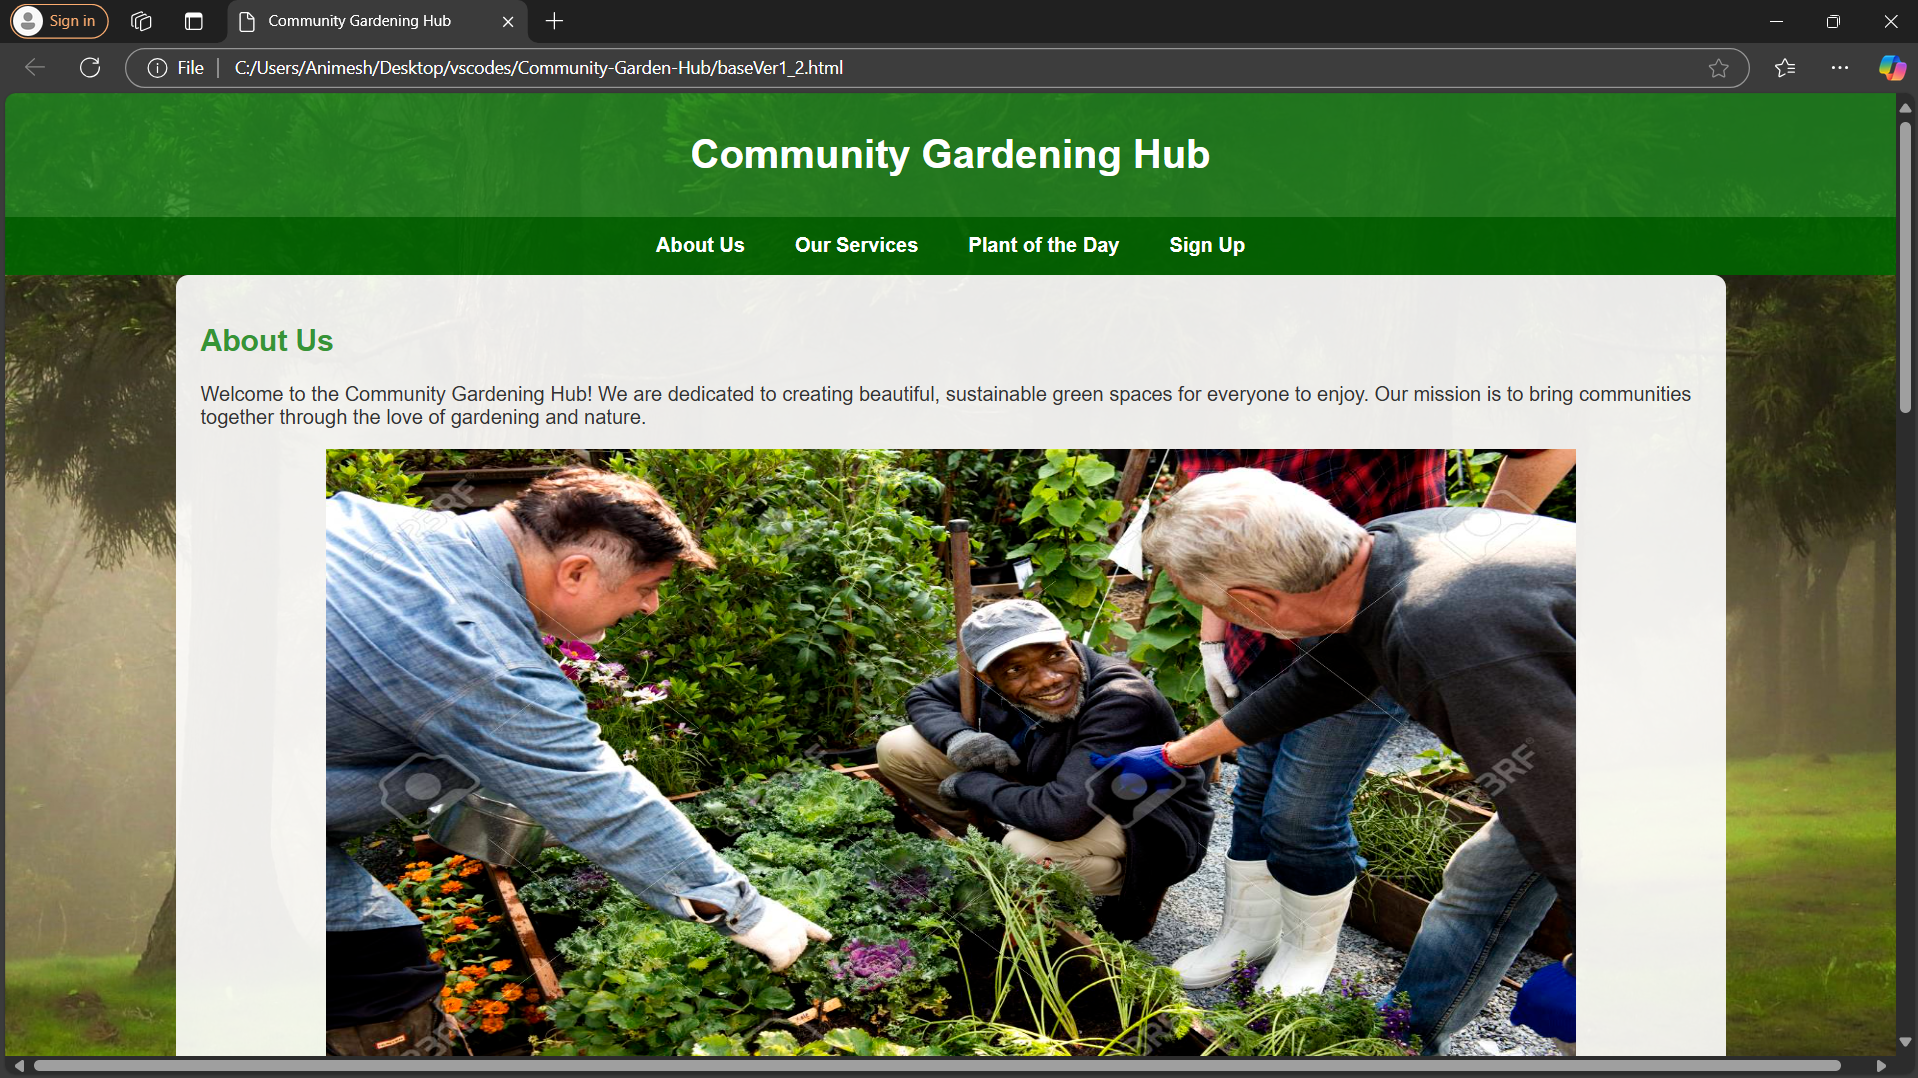 Sign in
Community Gardening Hub
File
C:/Users/Animesh/Desktop/vscodes/Community-Garden-Hub/baseVer1_2.html
Community Gardening Hub
About Us
Our Services
Plant of the Day
Sign Up
About Us
Welcome to the Community Gardening Hub! We are dedicated to creating beautiful, sustainable green spaces for everyone to enjoy. Our mission is to bring communities
together through the love of gardening and nature.